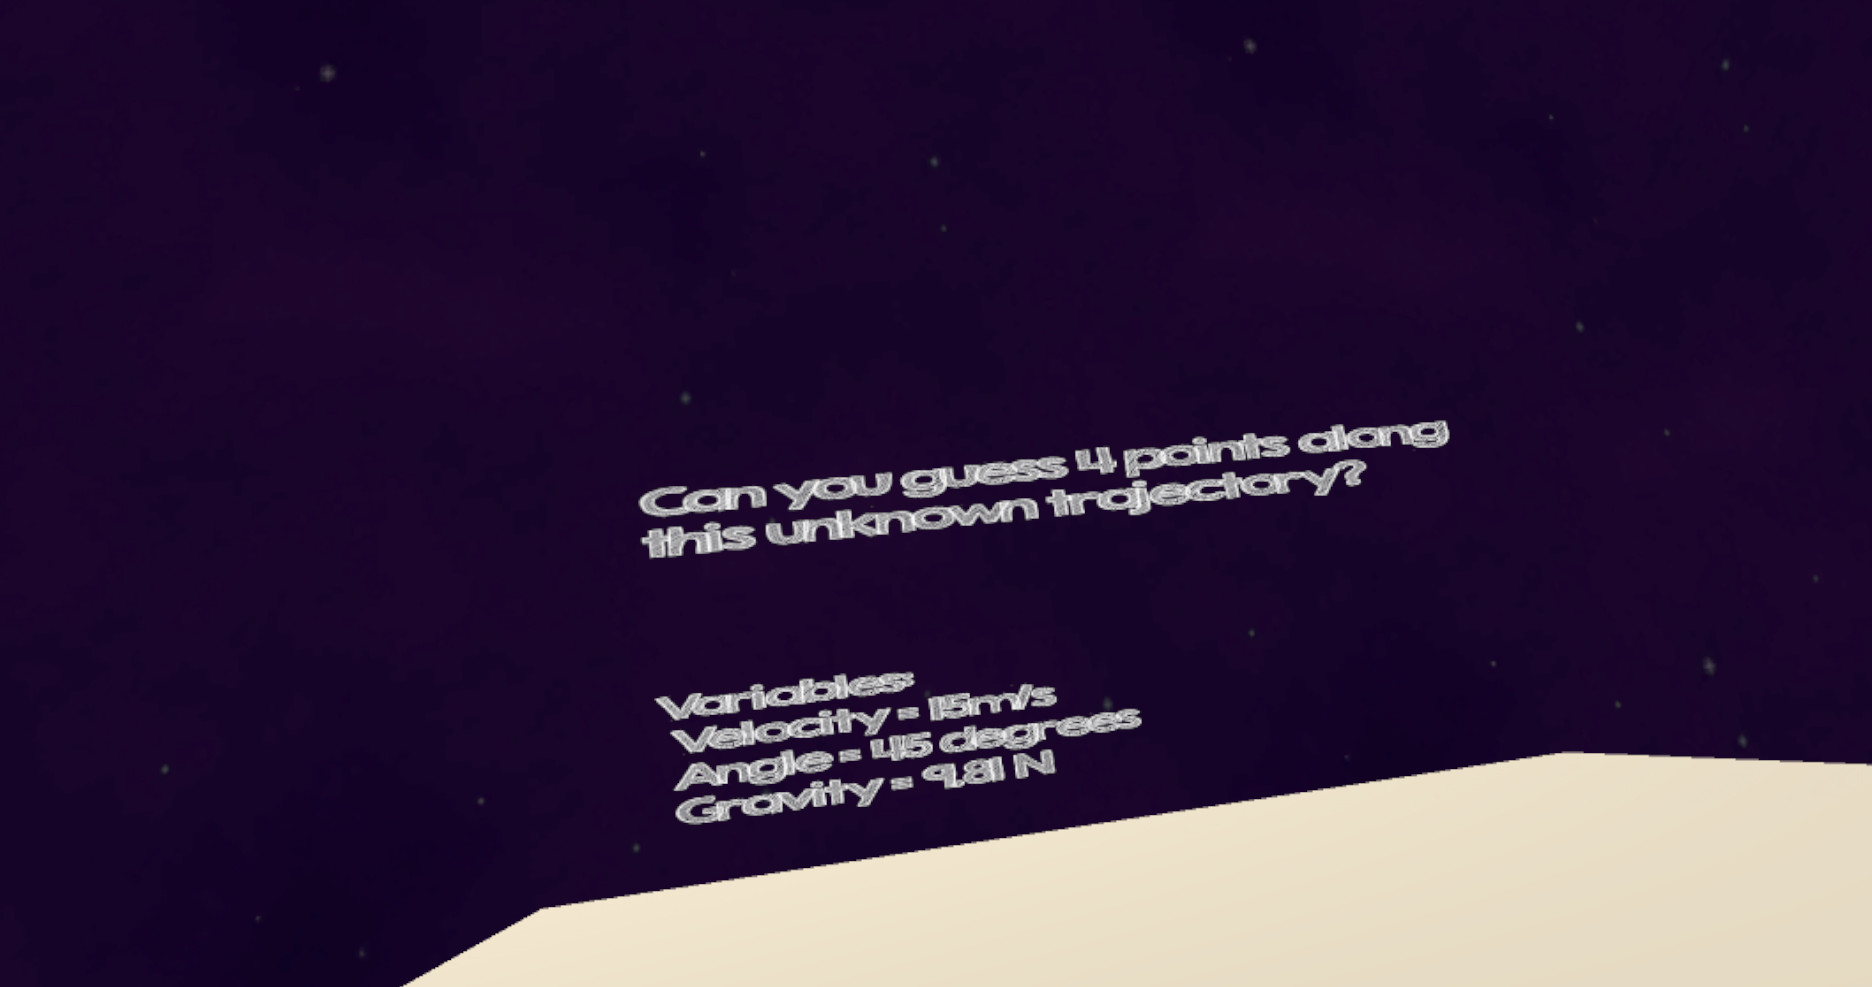 Can you guess 4 points along
this unknown trajectory?
Variables:
Velocity = 15m/s
Angle = 45 degrees
Gravity = 9.81 N